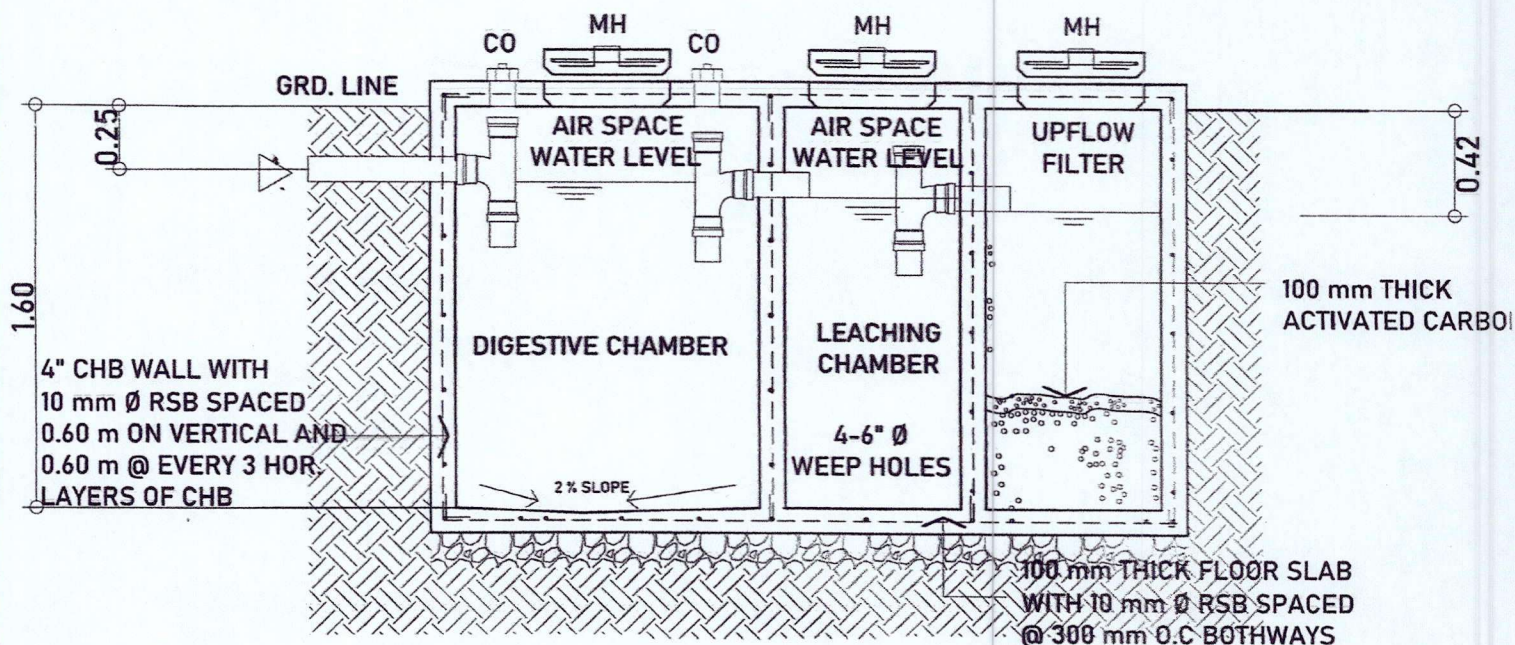 MH
MH
MH
CO
CO
GRD. LINE
0.25
1.60
0.42
AIR SPACE
WATER LEVEL
AIR SPACE
WATER LEVEL
UPFLOW
FILTER
DIGESTIVE CHAMBER
LEACHING
CHAMBER
100 mm THICK
ACTIVATED CARBO
4" CHB WALL WITH
10 mm Ø RSB SPACED
0.60 m ON VERTICAL AND
0.60 m @ EVERY 3 HOR.
LAYERS OF CHB
4-6" Ø
WEEP HOLES
2 % SLOPE
100 mm THICK FLOOR SLAB
WITH 10 mm Ø RSB SPACED
@ 300 mm O.C BOTHWAYS